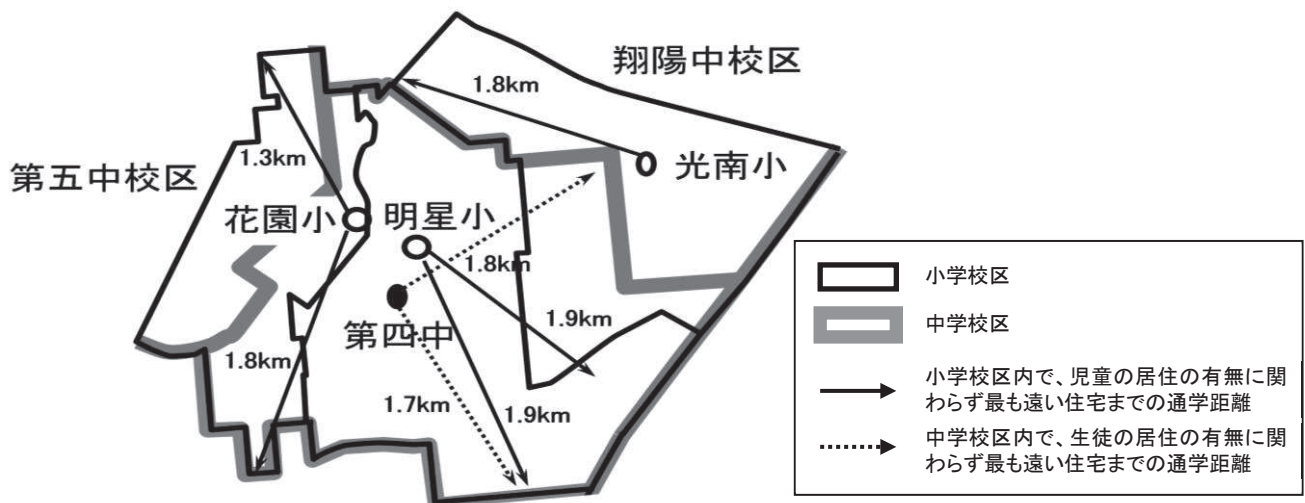 翔陽中校区
1.8km
光南小
第五中校区
1.3km
花園小
明星小
1.8km
第四中
1.9km
1.8km
1.7km
1.9km
小学校区
中学校区
小学校区内で、児童の居住の有無に関
わらず最も遠い住宅までの通学距離
中学校区内で、生徒の居住の有無に関
わらず最も遠い住宅までの通学距離